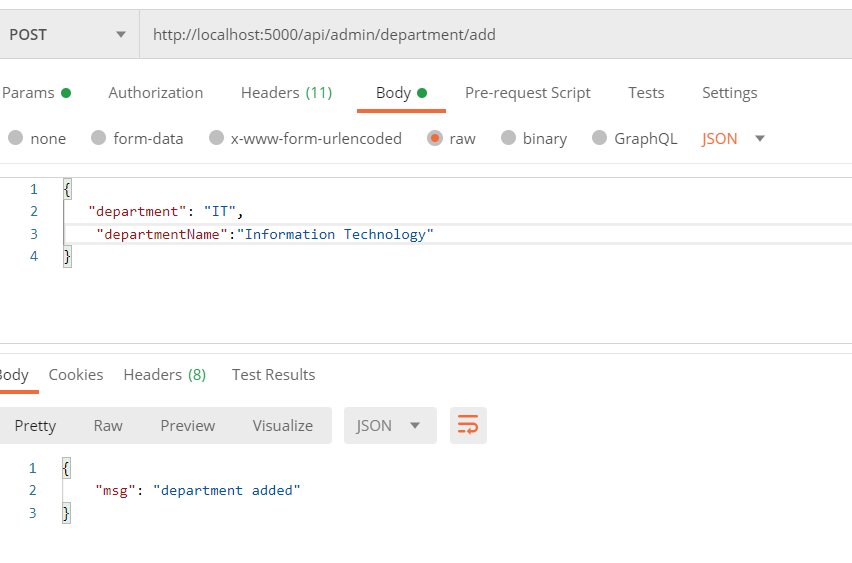 POST http://localhost:5000/api/admin/department/add
Params Authorization Headers (11) Body Pre-request Script Tests Settings
none form-data x-www-form-urlencoded raw binary GraphQL JSON
1 {
2 "department": "IT",
3 "departmentName":"Information Technology"
4 }
Body Cookies Headers (8) Test Results
Pretty Raw Preview Visualize JSON
1 {
2 "msg": "department added"
3 }